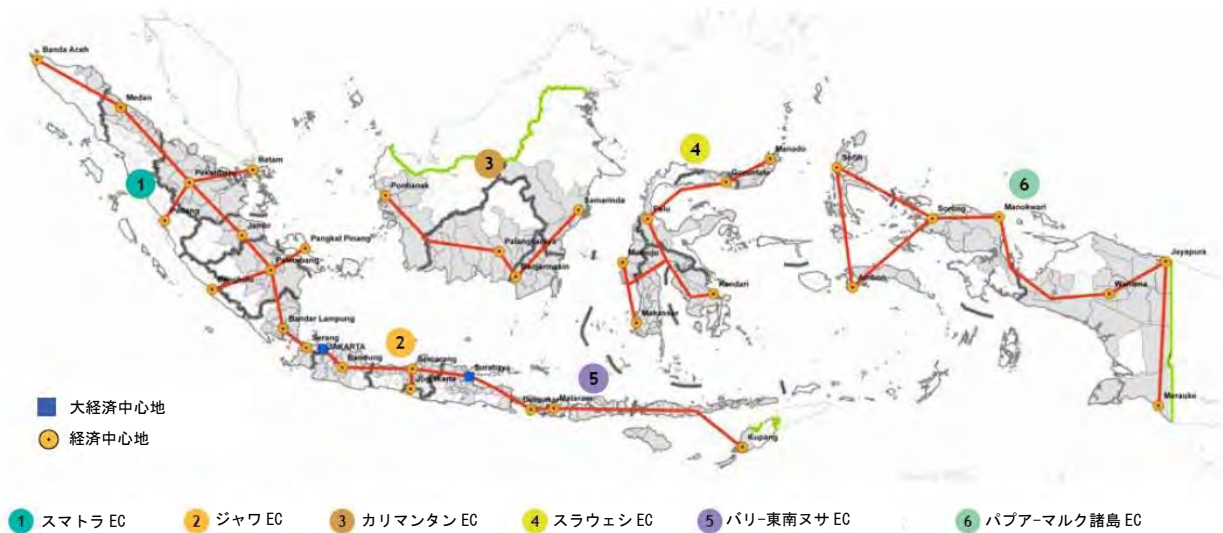 Banda Aceh
Medan
Batam
Pekanbaru
1
Padang
Jambi
Pangkal Pinang
Palembang
Bandar Lampung
Serang
JAKARTA
Bandung
2
Semarang
Surabaya
Mataram
5
Kupang
3
Pontianak
Samarinda
Palangkaraya
Banjarmasin
4
Manado
Gorontalo
Palu
Mamuju
Kendari
Makassar
Sofifi
Ambon
Sorong
6
Manokwari
Jayapura
Wamena
Merauke
大経済中心地
経済中心地
1 スマトラ EC
2 ジャワ EC
3 カリマンタン EC
4 スラウェシ EC
5 バリ−東南ヌサ EC
6 パプア−マルク諸島 EC